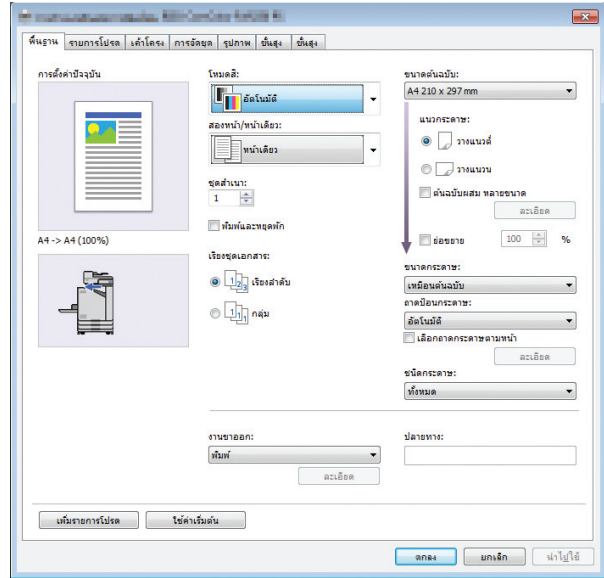 พื้นฐาน รายการโปรด เค้าโครง การจัดชุด รูปภาพ ขั้นสูง ขั้นสูง
การตั้งค่าปัจจุบัน
A4 -> A4 (100%)
โหมดสี:
อัตโนมัติ
สองหน้า/หน้าเดียว:
หน้าเดียว
ชุดสำเนา:
1
พิมพ์และหยุดพัก
เรียงชุดเอกสาร:
เรียงลำดับ
กลุ่ม
ขนาดต้นฉบับ:
A4 210 x 297 mm
แนวกระดาษ:
วางแนวตั้
วางแนวน
ต้นฉบับผสม หลายขนาด
ละเอียด
ย่อขยาย 100 %
ขนาดกระดาษ:
เหมือนต้นฉบับ
ถาดป้อนกระดาษ:
อัตโนมัติ
เลือกถาดกระดาษตามหน้า
ละเอียด
ชนิดกระดาษ:
ทั้งหมด
งานขาออก:
พิมพ์
ละเอียด
ปลายทาง:
เพิ่มรายการโปรด ใช้ค่าเริ่มต้น
ตกลง ยกเลิก นำไปใช้